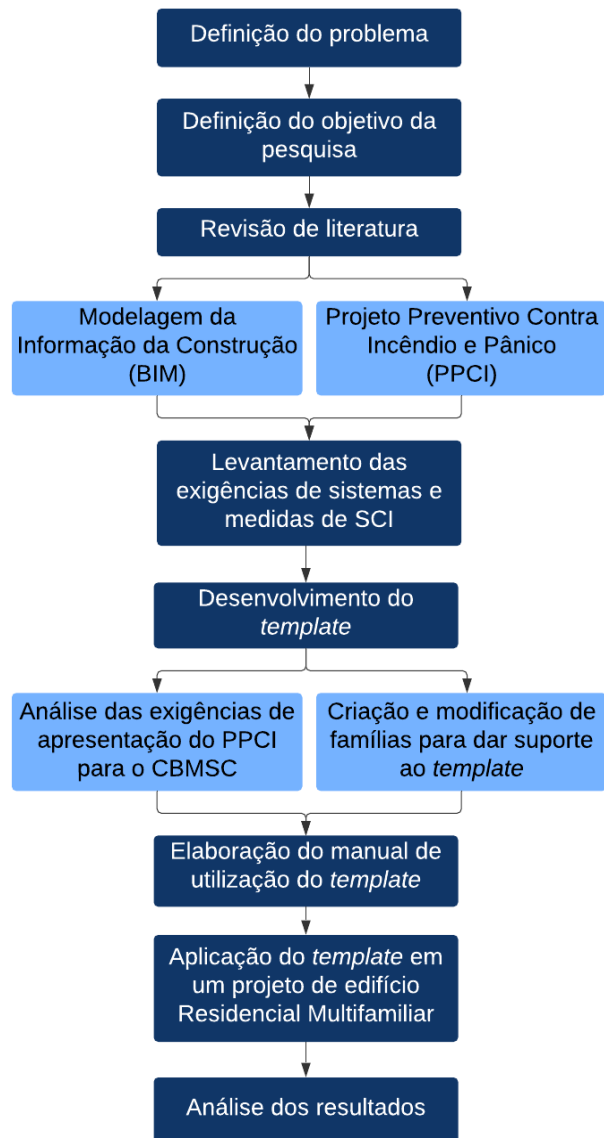 Definição do problema
Definição do objetivo da
pesquisa
Revisão de literatura
Modelagem da
Informação da Construção
(BIM)
Projeto Preventivo Contra
Incêndio e Pânico
(PPCI)
Levantamento das
exigências de sistemas e
medidas de SCI
Desenvolvimento do
template
Análise das exigências de
apresentação do PPCI
para o CBMSC
Criação e modificação de
famílias para dar suporte
ao template
Elaboração do manual de
utilização do template
Aplicação do template em
um projeto de edifício
Residencial Multifamiliar
Análise dos resultados